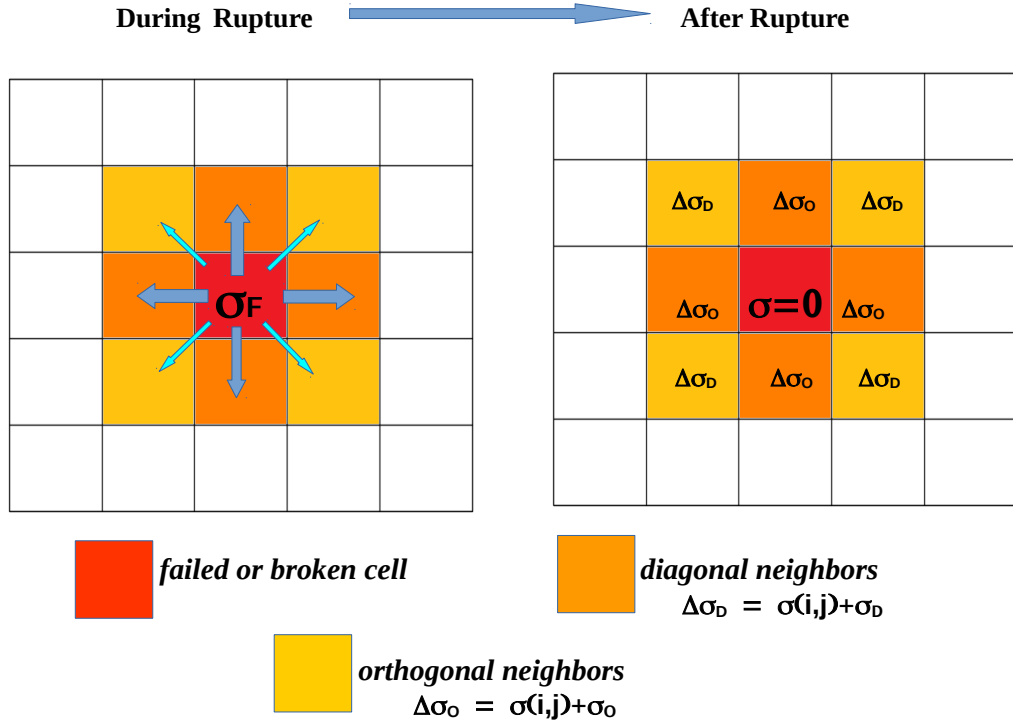 During Rupture
After Rupture
σF
ΔσD ΔσO ΔσD
ΔσO σ=0 ΔσO
ΔσD ΔσO ΔσD
failed or broken cell
diagonal neighbors
ΔσD = σ(i,j)+σD
orthogonal neighbors
ΔσO = σ(i,j)+σO